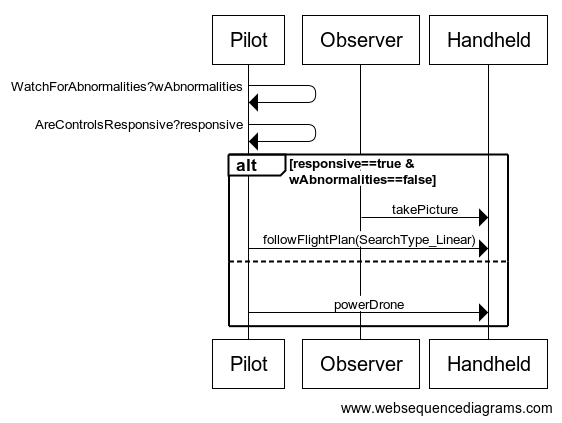 Pilot Observer Handheld
WatchForAbnormalities?wAbnormalities
AreControlsResponsive?responsive
alt [responsive==true &
wAbnormalities==false]
takePicture
followFlightPlan(SearchType_Linear)
powerDrone
Pilot Observer Handheld
www.websequencediagrams.com